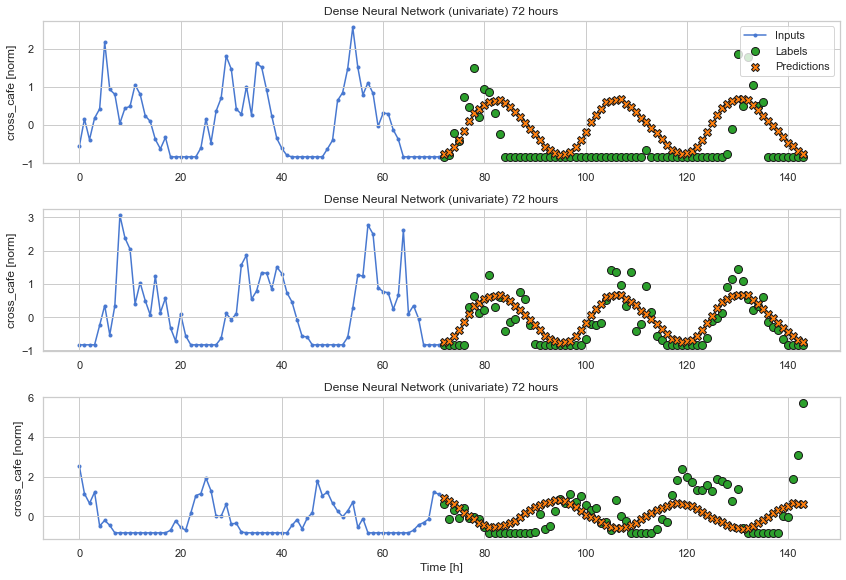 Dense Neural Network (univariate) 72 hours
cross_cafe [norm]
2
1
0
−1
Inputs
Labels
Predictions
0 20 40 60 80 100 120 140
Dense Neural Network (univariate) 72 hours
cross_cafe [norm]
3
2
1
0
−1
0 20 40 60 80 100 120 140
Dense Neural Network (univariate) 72 hours
cross_cafe [norm]
6
4
2
0
0 20 40 60 80 100 120 140
Time [h]